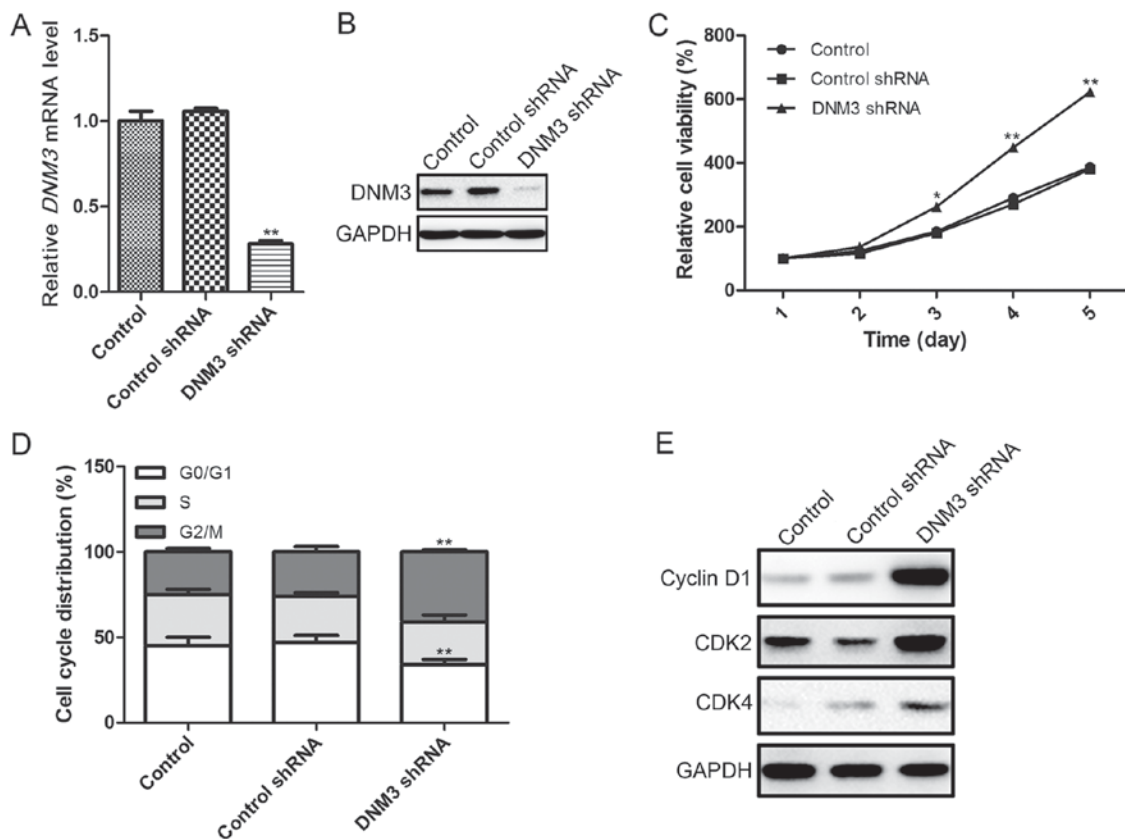 A
Relative DNM3 mRNA level
1.5
1.0
0.5
0.0
**
Control
Control shRNA
DNM3 shRNA
B
Control
Control shRNA
DNM3 shRNA
DNM3
GAPDH
C
Relative cell viability (%)
800
600
400
200
0
Control
Control shRNA
DNM3 shRNA
*
**
**
1
2
3
4
5
Time (day)
D
Cell cycle distribution (%)
150
100
50
0
G0/G1
S
G2/M
**
**
Control
Control shRNA
DNM3 shRNA
E
Control
Control shRNA
DNM3 shRNA
Cyclin D1
CDK2
CDK4
GAPDH